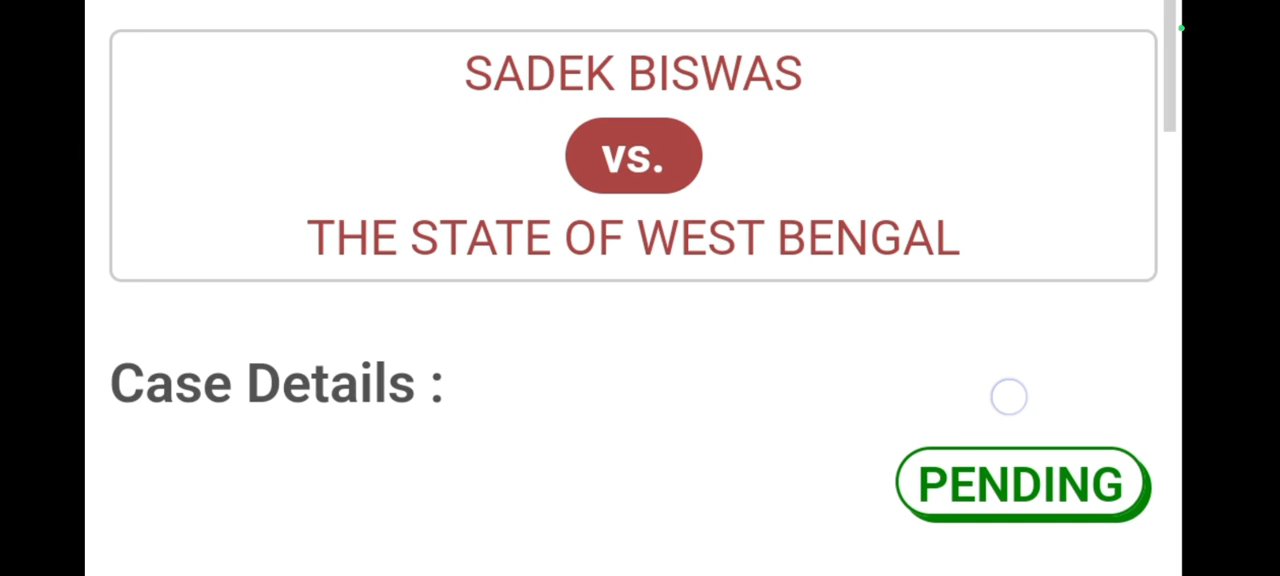 SADEK BISWAS
vs.
THE STATE OF WEST BENGAL
Case Details :
PENDING